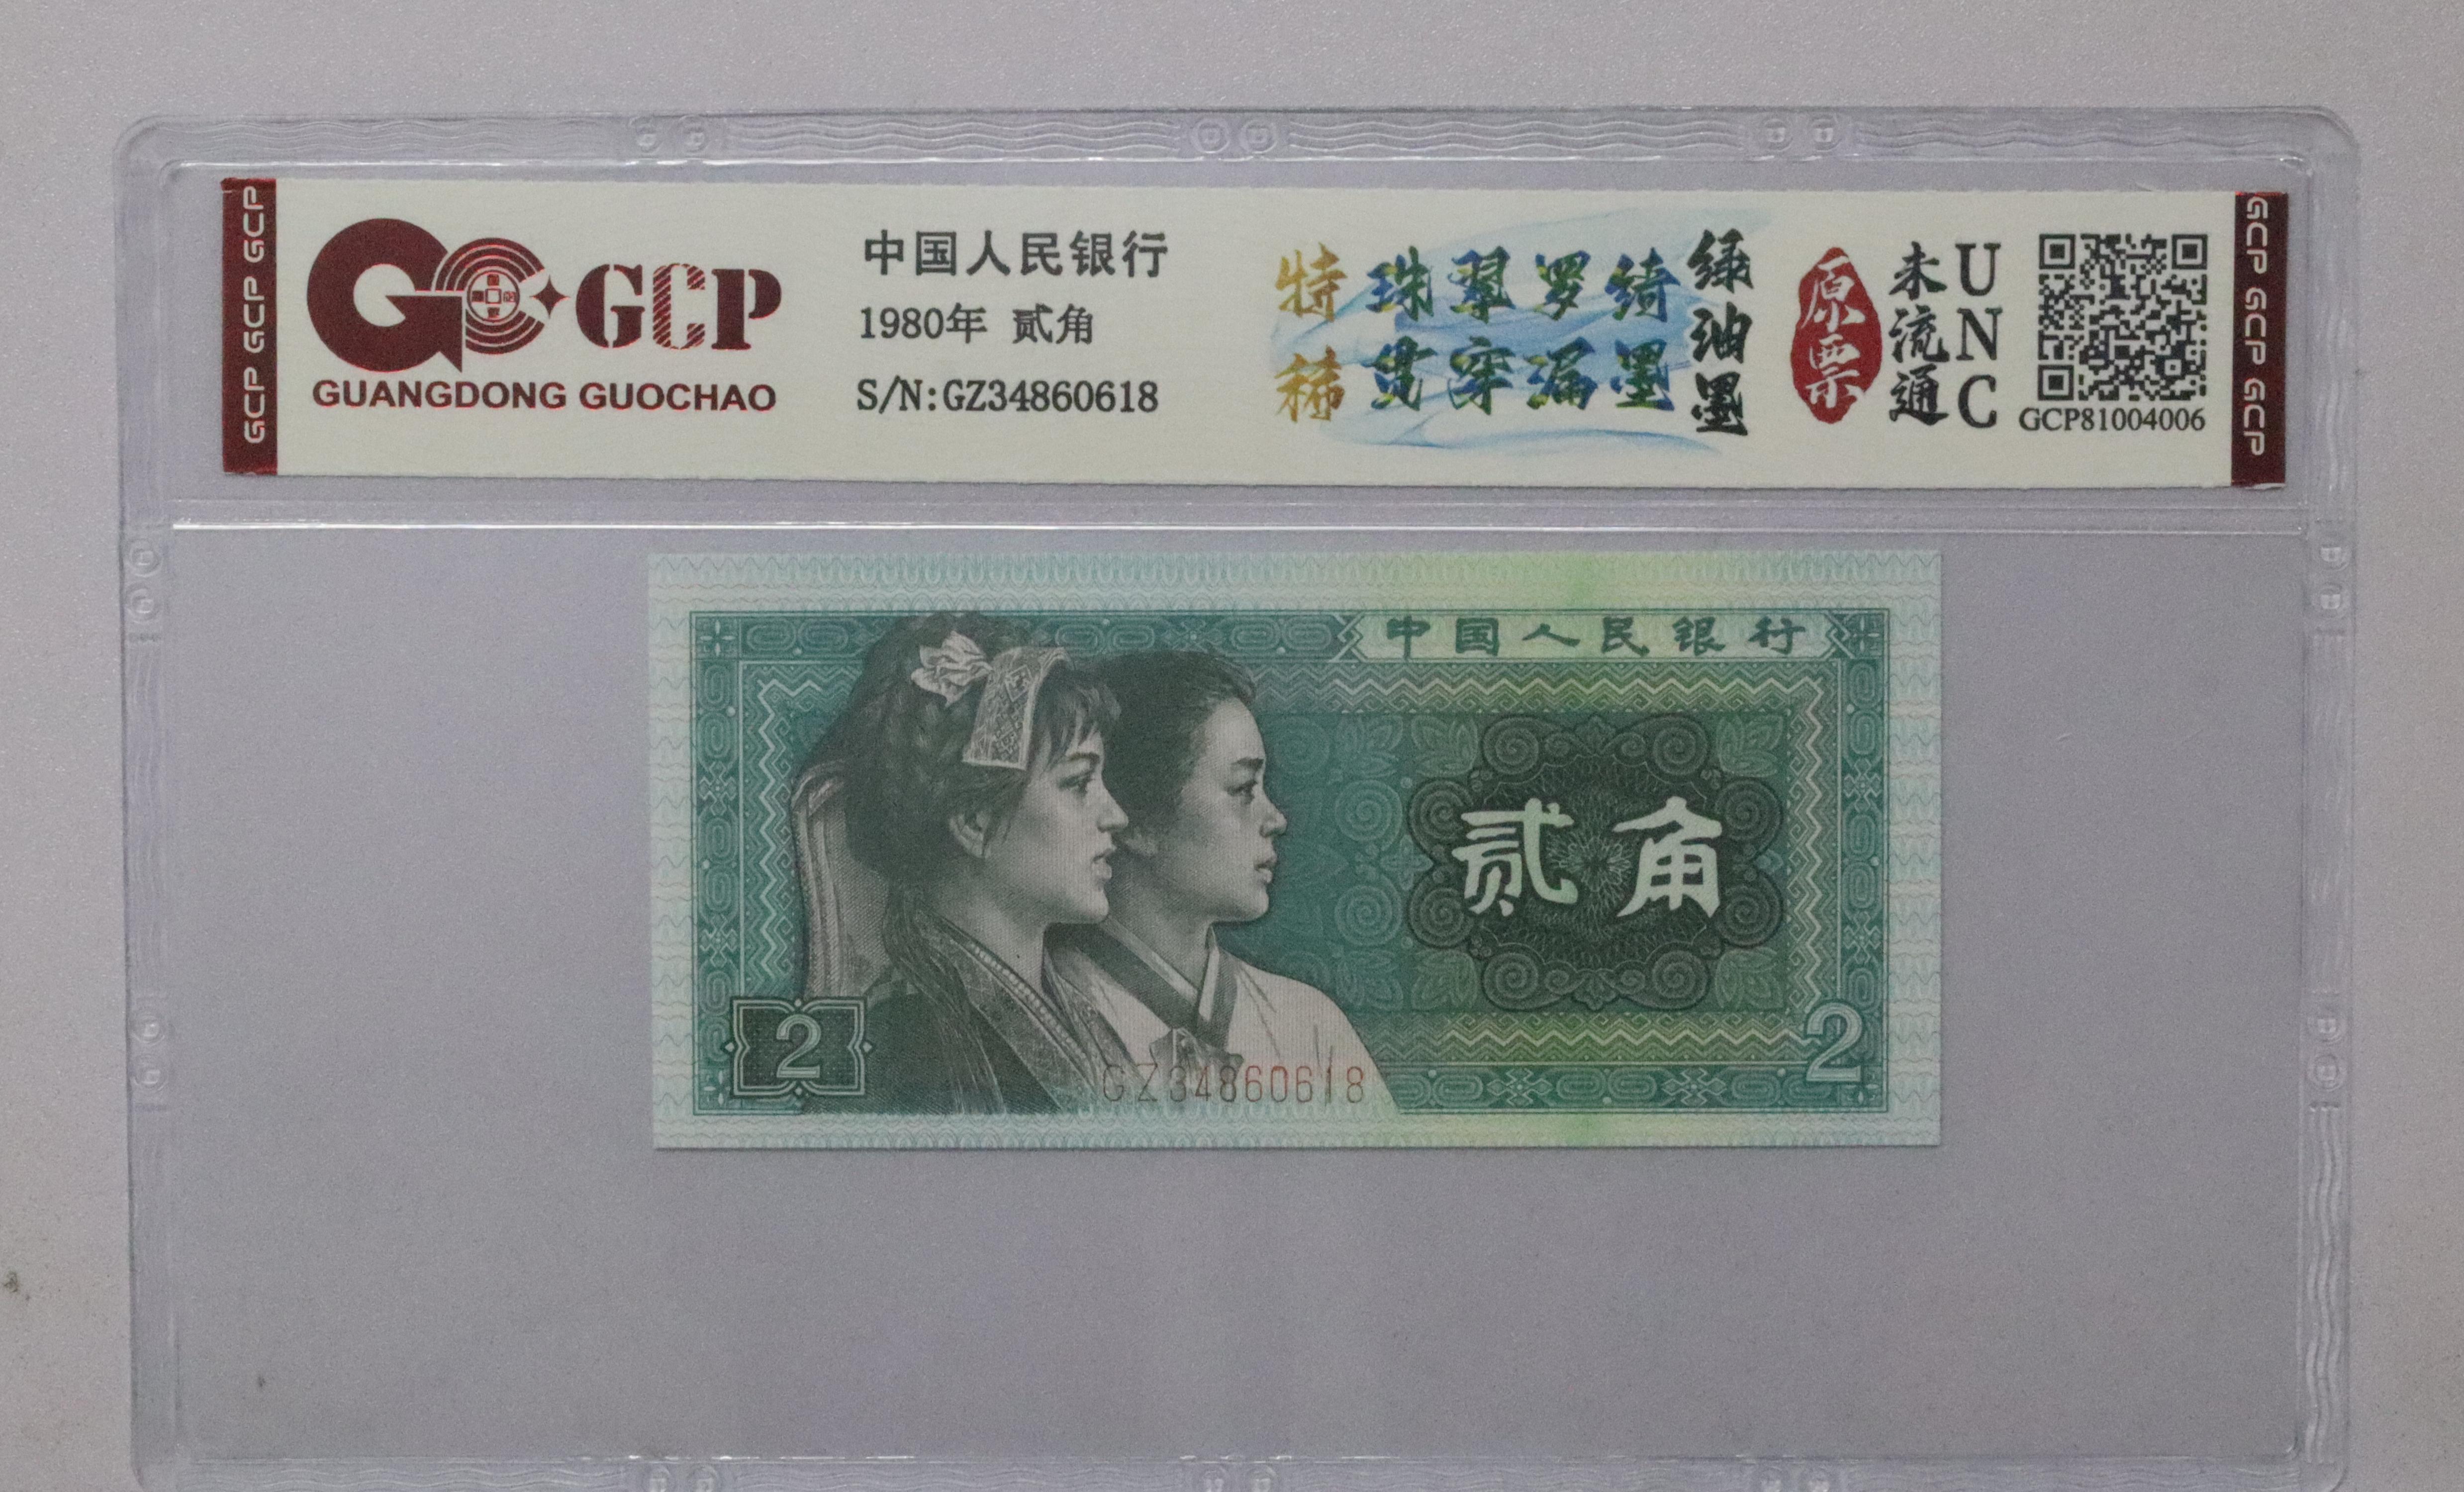 GCP GCP GCP
GCP
GUANGDONG GUOCHAO
中国人民银行
1980年 贰角
S/N:GZ34860618
特稀
珠翠罗绮
贯穿漏墨
绿油墨
原票
未流通
UNC
GCP81004006
GCP GCP GCP
中国人民银行
贰角
2
2
GZ34860618